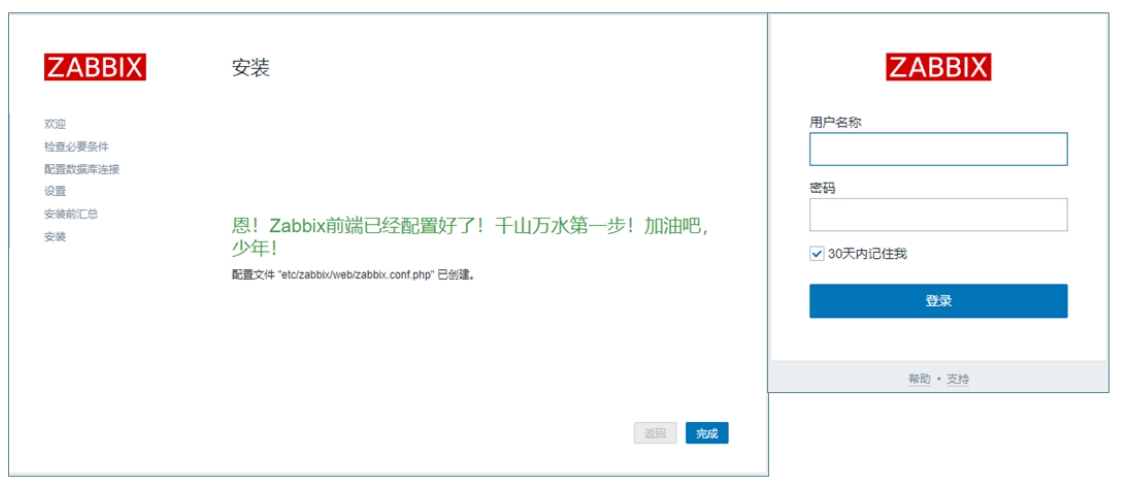 ZABBIX
安装
欢迎
检查必要条件
配置数据库连接
设置
安装前汇总
安装
恩！Zabbix前端已经配置好了！千山万水第一步！加油吧，
少年！
配置文件 "etc/zabbix/web/zabbix.conf.php" 已创建。
返回
完成
ZABBIX
用户名称
密码
30天内记住我
登录
帮助 • 支持